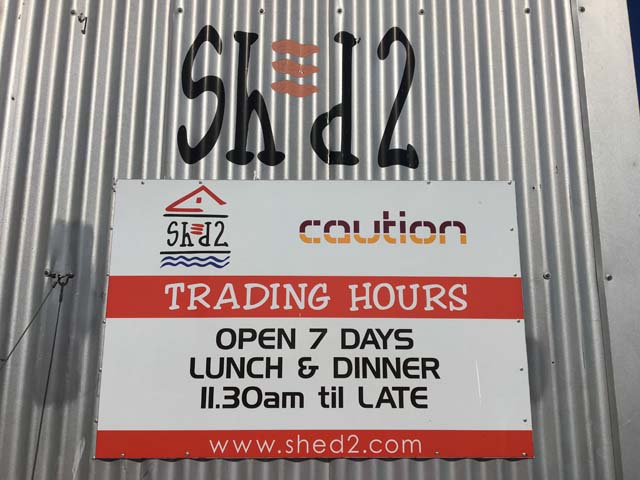 Shed2
Shed2
caution
TRADING HOURS
OPEN 7 DAYS
LUNCH & DINNER
11.30am til LATE
www.shed2.com